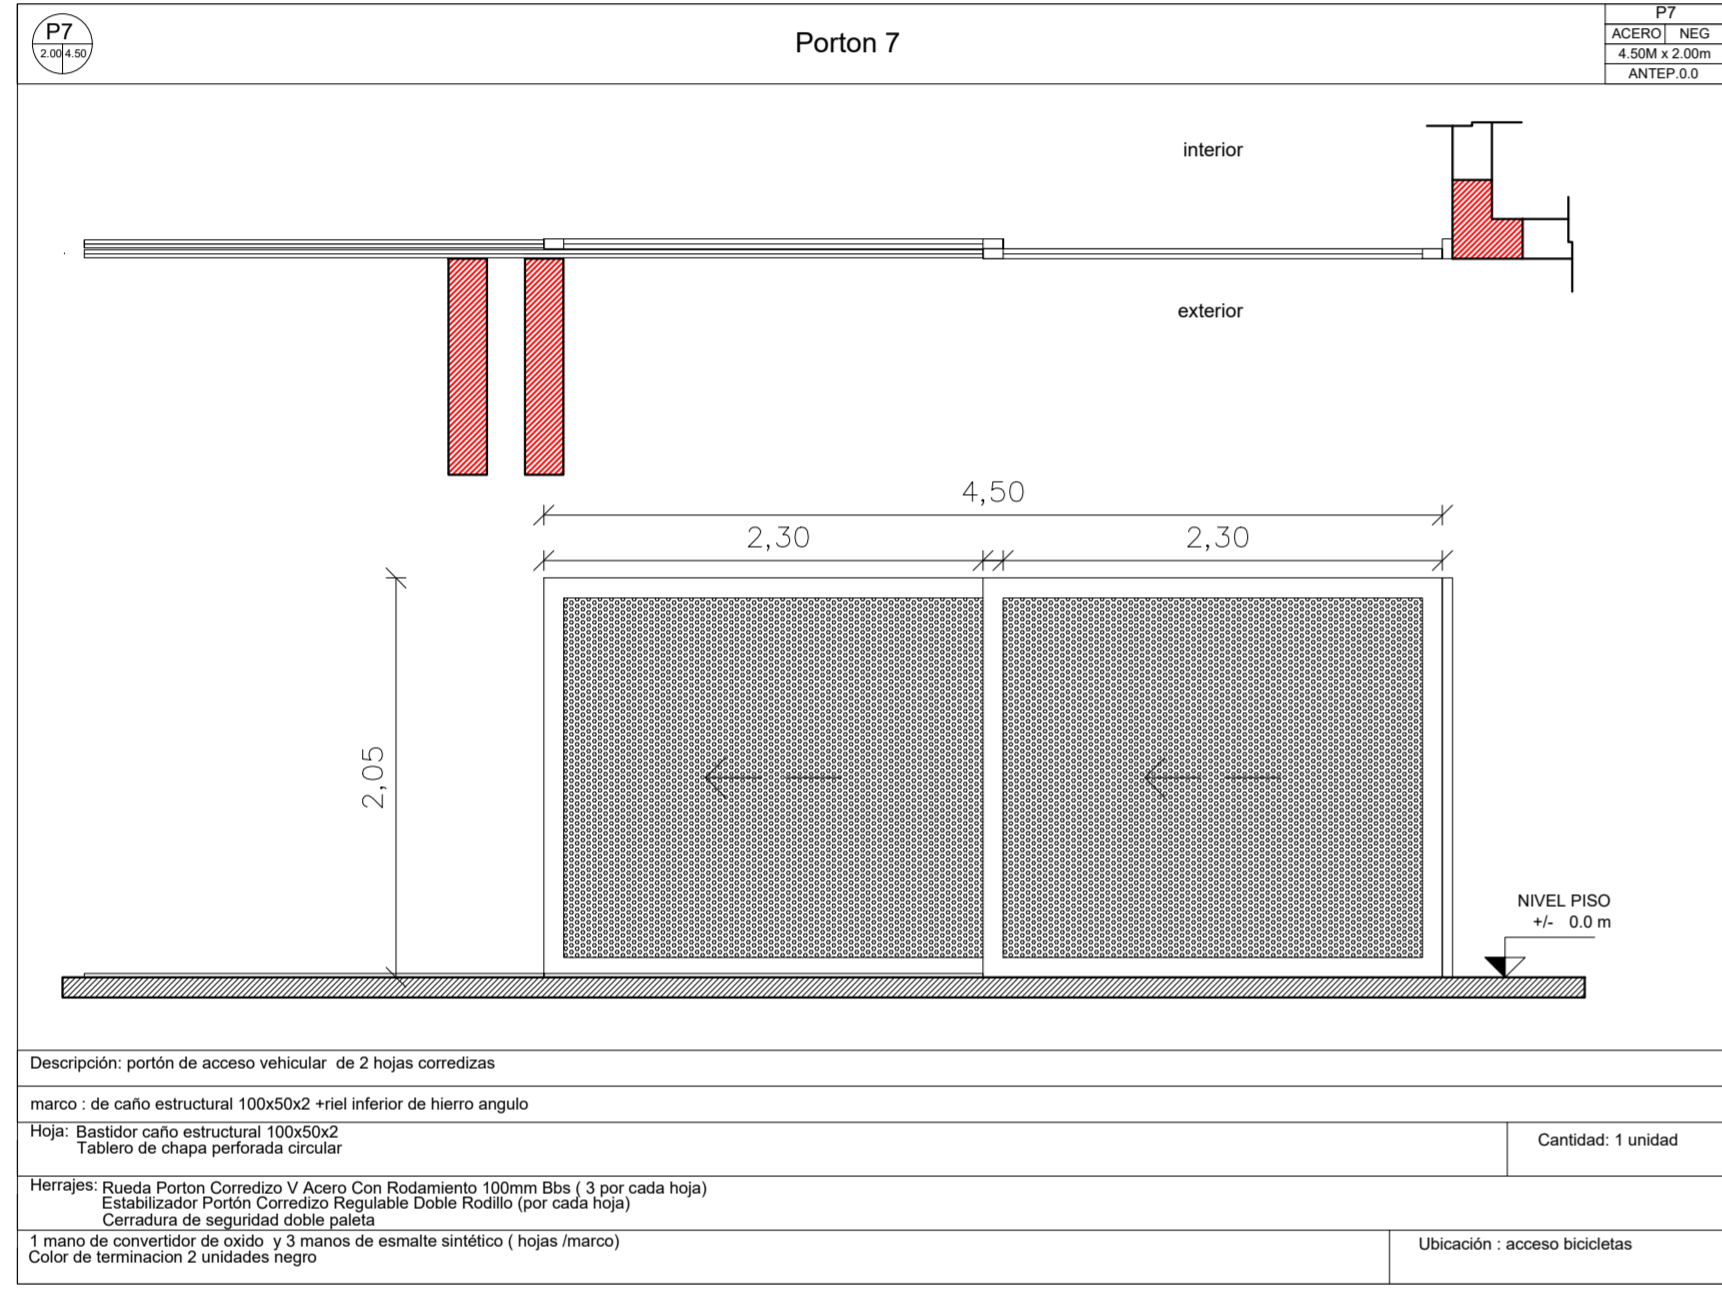 P7
2.00 4.50
Porton 7
P7
ACERO NEG
4.50M x 2.00m
ANTEP.0.0
interior
exterior
4,50
2,30 2,30
2,05
NIVEL PISO
+/- 0.0 m
Descripción: portón de acceso vehicular de 2 hojas corredizas
marco : de caño estructural 100x50x2 +riel inferior de hierro angulo
Hoja: Bastidor caño estructural 100x50x2
Tablero de chapa perforada circular
Cantidad: 1 unidad
Herrajes: Rueda Porton Corredizo V Acero Con Rodamiento 100mm Bbs ( 3 por cada hoja)
Estabilizador Portón Corredizo Regulable Doble Rodillo (por cada hoja)
Cerradura de seguridad doble paleta
1 mano de convertidor de oxido y 3 manos de esmalte sintético ( hojas /marco)
Color de terminacion 2 unidades negro
Ubicación : acceso bicicletas